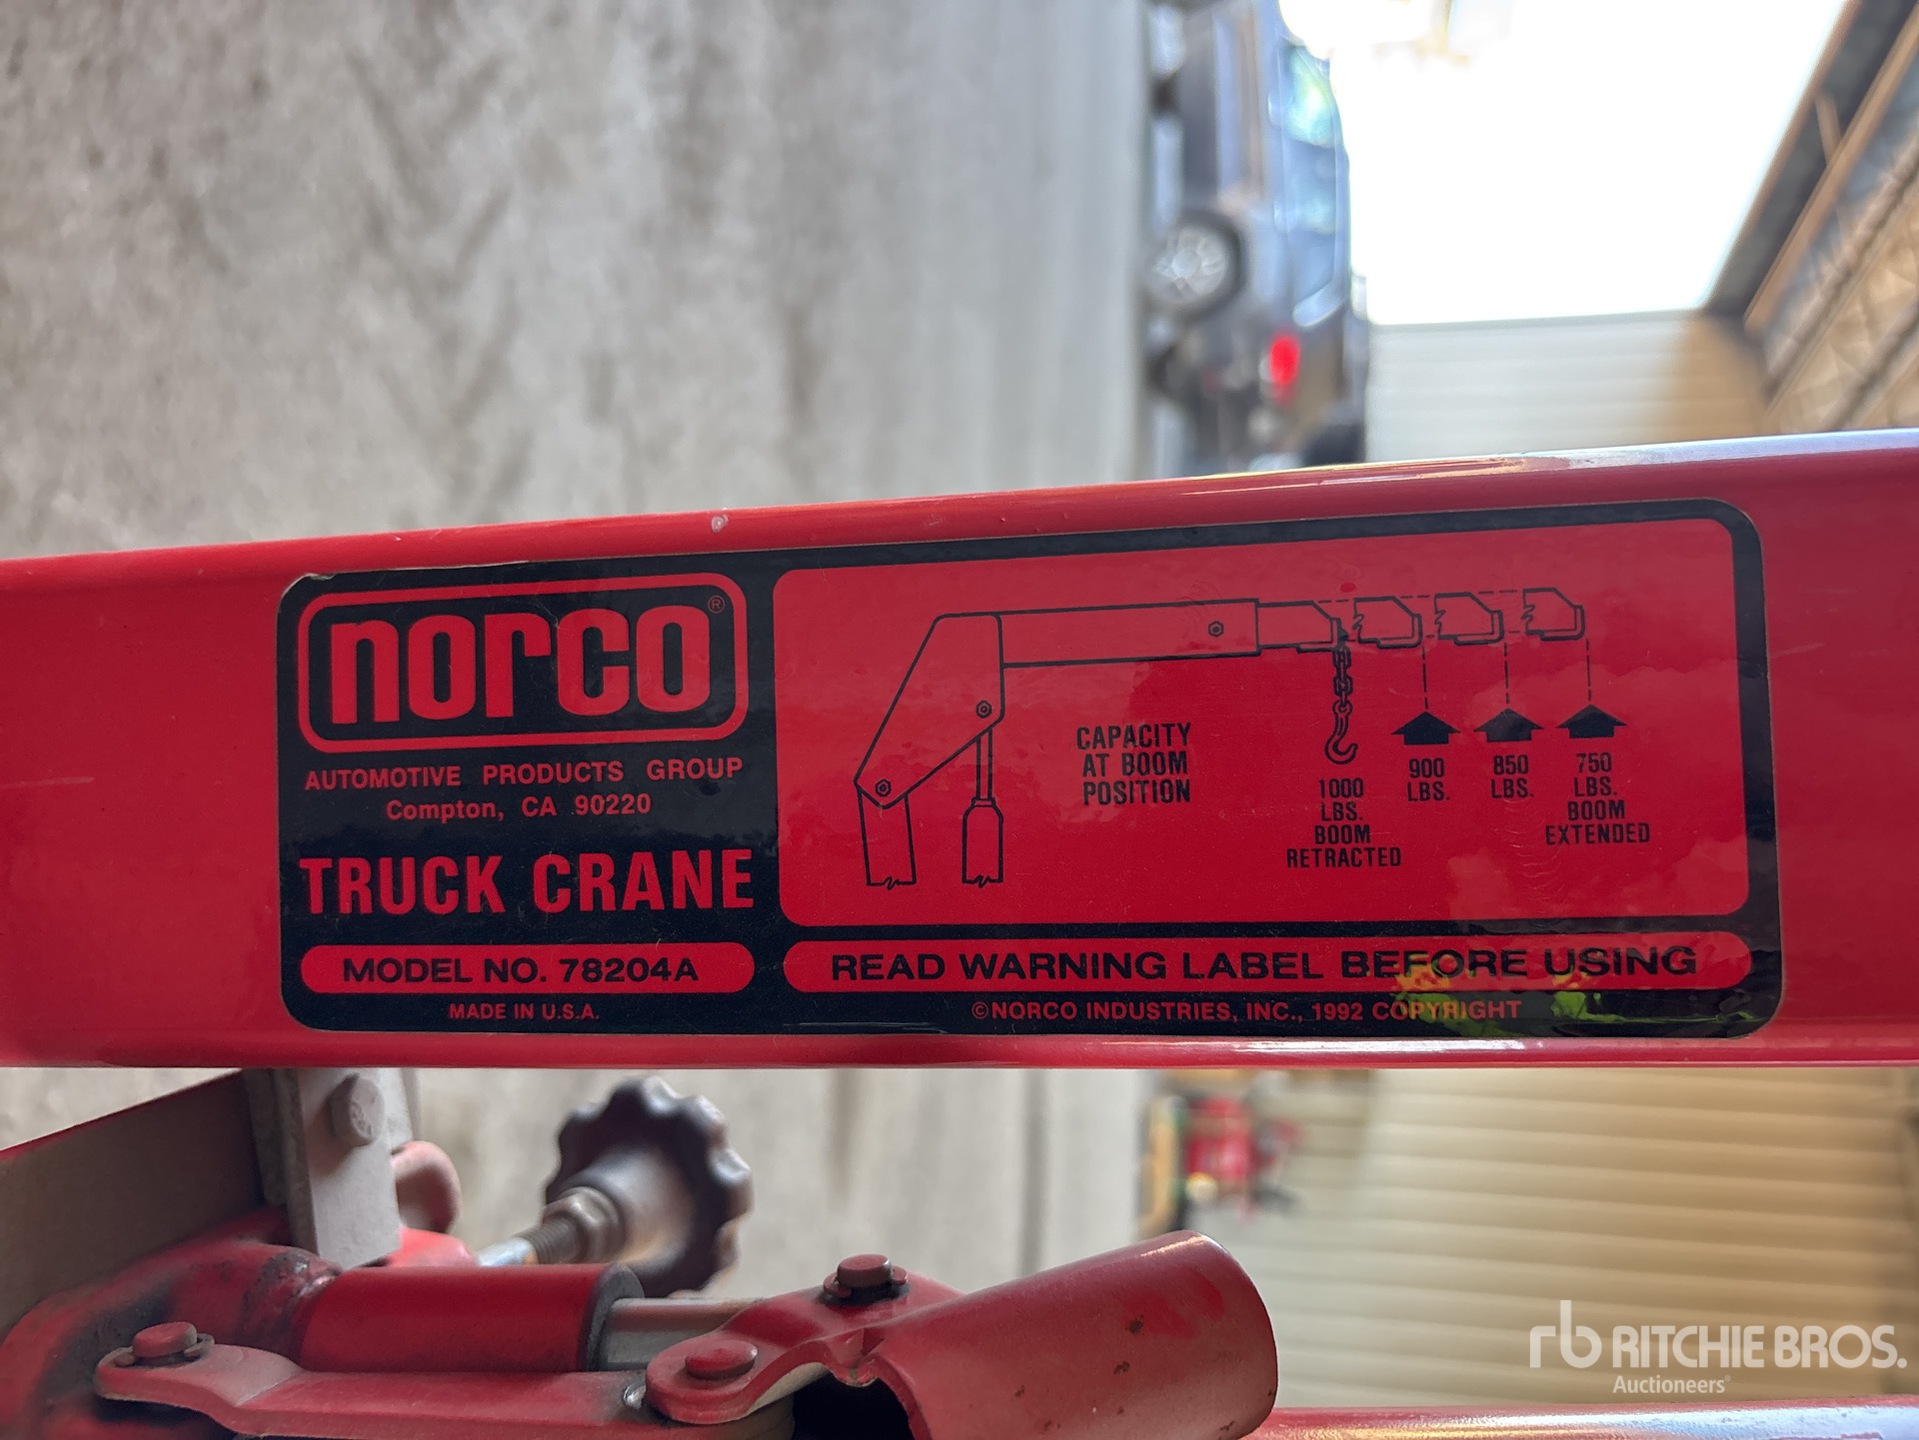 norco®
AUTOMOTIVE PRODUCTS GROUP
Compton, CA 90220
TRUCK CRANE
MODEL NO. 78204A
MADE IN U.S.A.
CAPACITY
AT BOOM
POSITION
1000
LBS.
BOOM
RETRACTED
900
LBS.
850
LBS.
750
LBS.
BOOM
EXTENDED
READ WARNING LABEL BEFORE USING
©NORCO INDUSTRIES, INC., 1992 COPYRIGHT
rb RITCHIE BROS.
Auctioneers